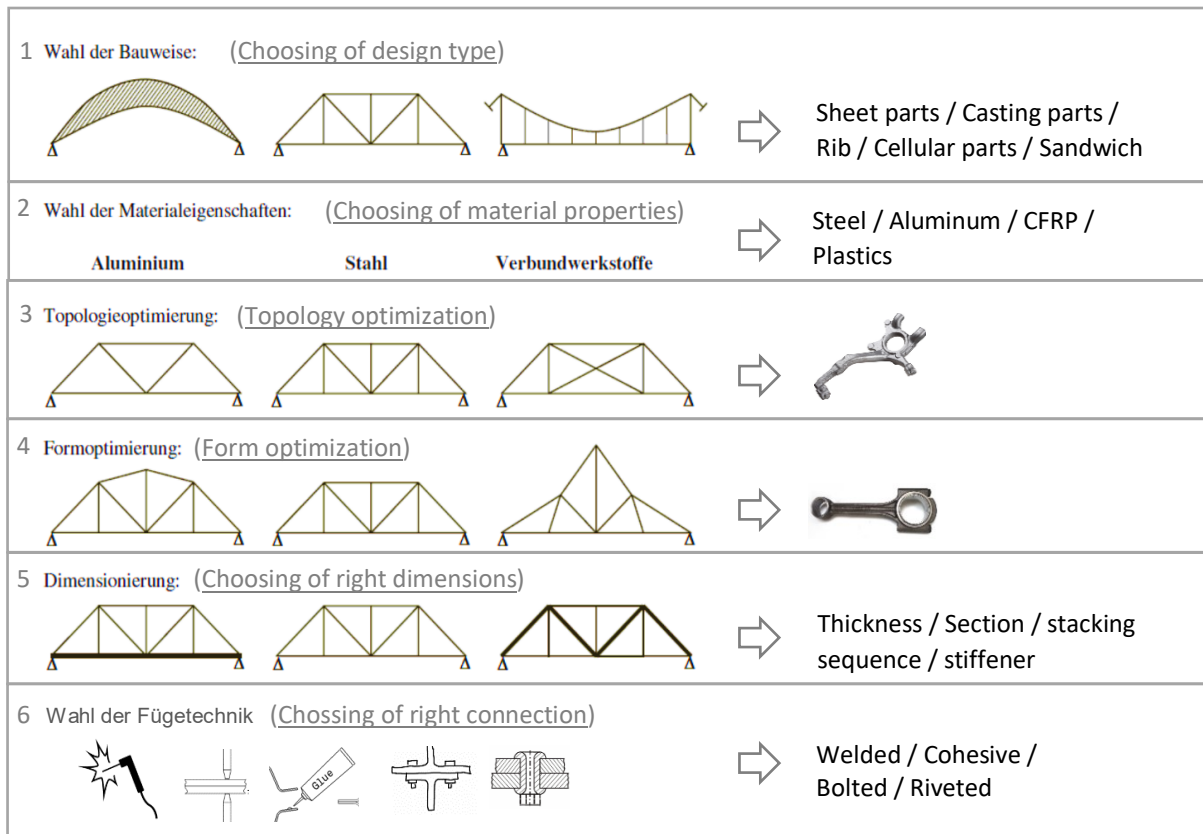 1 Wahl der Bauweise: (Choosing of design type)
Sheet parts / Casting parts /
Rib / Cellular parts / Sandwich
2 Wahl der Materialeigenschaften: (Choosing of material properties)
Aluminium Stahl Verbundwerkstoffe
Steel / Aluminum / CFRP /
Plastics
3 Topologieoptimierung: (Topology optimization)
4 Formoptimierung: (Form optimization)
5 Dimensionierung: (Choosing of right dimensions)
Thickness / Section / stacking
sequence / stiffener
6 Wahl der Fügetechnik (Chossing of right connection)
Glue
Welded / Cohesive /
Bolted / Riveted